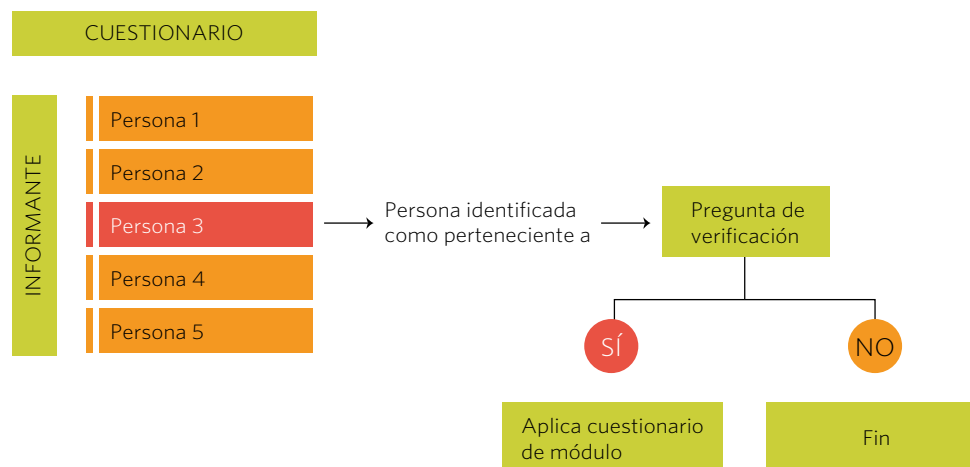 CUESTIONARIO
INFORMANTE
Persona 1
Persona 2
Persona 3
Persona 4
Persona 5
Persona identificada
como perteneciente a
Pregunta de
verificación
SÍ
NO
Aplica cuestionario
de módulo
Fin